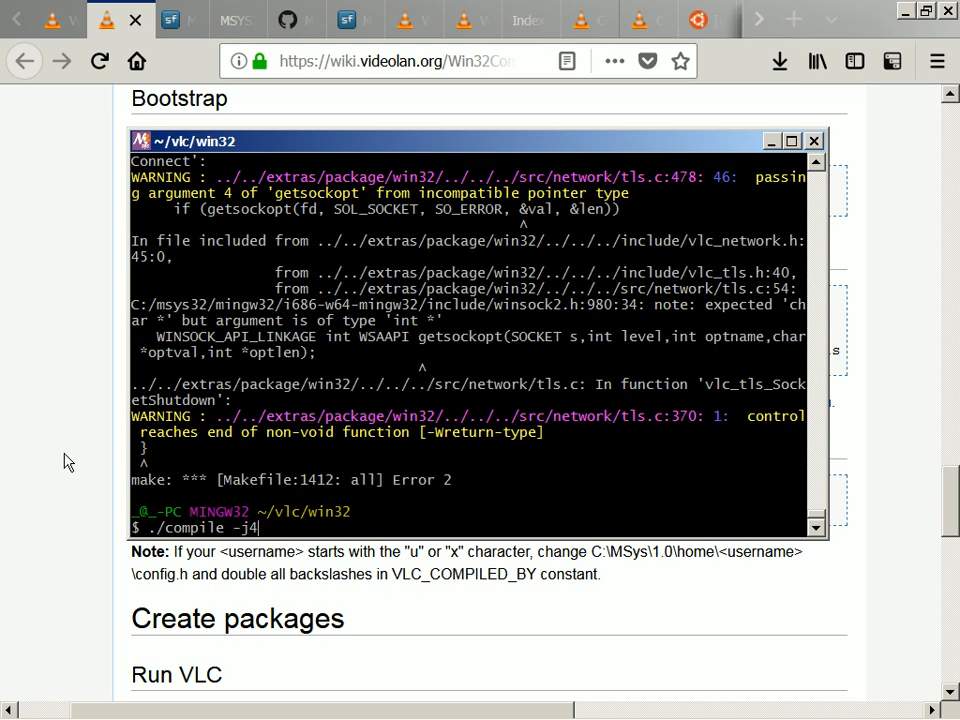 W
sf
MSYS
sf
W
Index
https://wiki.videolan.org/Win32Con
Bootstrap
~/vlc/win32
Connect':
WARNING : ../../extras/package/win32/../../../src/network/tls.c:478: 46: passin
g argument 4 of 'getsockopt' from incompatible pointer type
if (getsockopt(fd, SOL_SOCKET, SO_ERROR, &val, &len))
^
In file included from ../../extras/package/win32/../../../include/vlc_network.h:
45:0,
from ../../extras/package/win32/../../../include/vlc_tls.h:40,
from ../../extras/package/win32/../../../src/network/tls.c:54:
C:/msys32/mingw32/i686-w64-mingw32/include/winsock2.h:980:34: note: expected 'ch
ar *' but argument is of type 'int *'
WINSOCK_API_LINKAGE int WSAAPI getsockopt(SOCKET s,int level,int optname,char
*optval,int *optlen);
^
../../extras/package/win32/../../../src/network/tls.c: In function 'vlc_tls_Sock
etShutdown':
WARNING : ../../extras/package/win32/../../../src/network/tls.c:370: 1: control
reaches end of non-void function [-Wreturn-type]
}
^
make: *** [Makefile:1412: all] Error 2
_@_-PC MINGW32 ~/vlc/win32
$ ./compile -j4
Note: If your <username> starts with the "u" or "x" character, change C:\MSys\1.0\home\<username>
\config.h and double all backslashes in VLC_COMPILED_BY constant.
Create packages
Run VLC